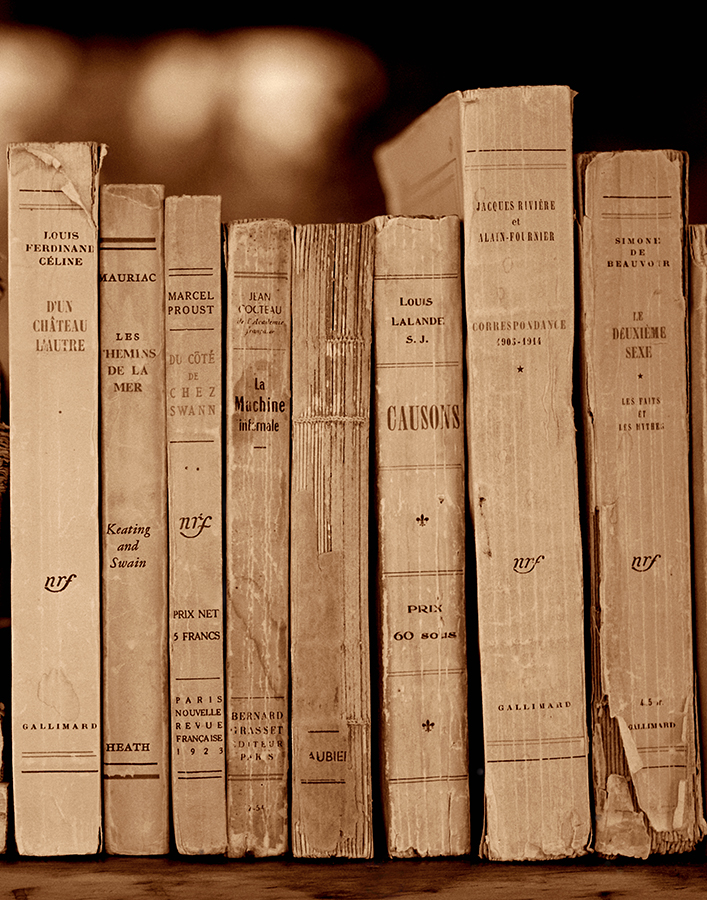 LOUIS
FERDINAND
CÉLINE
D'UN
CHÂTEAU
L'AUTRE
nrf
GALLIMARD
MAURIAC
LES
CHEMINS
DE LA
MER
Keating
and
Swain
HEATH
MARCEL
PROUST
DU CÔTÉ
DE
CHEZ
SWANN
nrf
PRIX NET
5 FRANCS
PARIS
NOUVELLE
REVUE
FRANÇAISE
1923
JEAN
COCTEAU
de l'Académie
française
La
Machine
infernale
BERNARD
GRASSET
EDITEUR
PARIS
AUBIER
LOUIS
LALANDE
S. J.
CAUSONS
PRIX
60 sous
JACQUES RIVIÈRE
et
ALAIN-FOURNIER
CORRESPONDANCE
1905-1914
nrf
GALLIMARD
SIMONE
DE
BEAUVOIR
LE
DEUXIÈME
SEXE
LES FAITS
ET
LES MYTHES
nrf
GALLIMARD